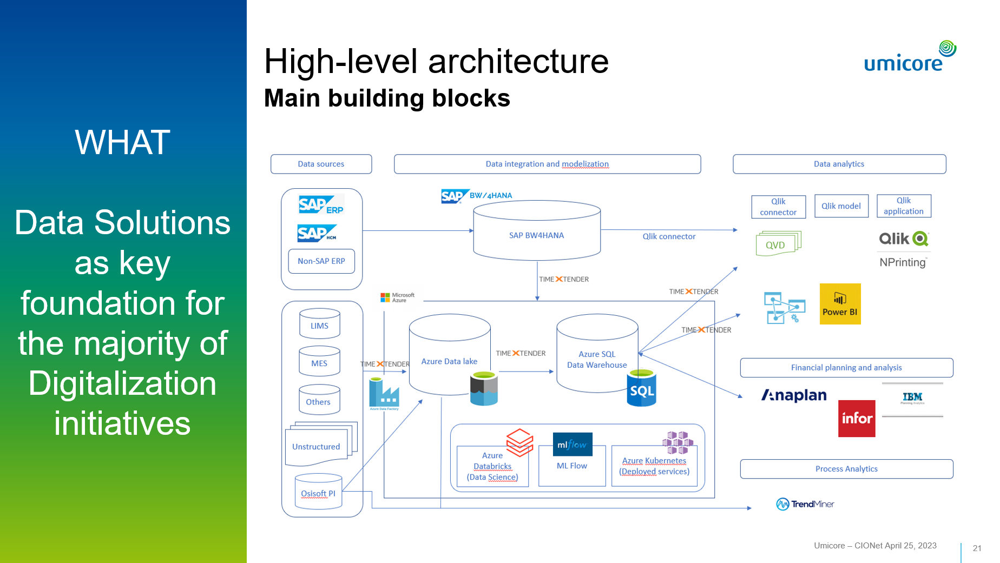 WHAT
Data Solutions
as key
foundation for
the majority of
Digitalization
initiatives
High-level architecture
Main building blocks
umicore
Data sources
Data integration and modelization
Data analytics
SAP ERP
SAP HCM
Non-SAP ERP
SAP BW/4HANA
SAP BW4HANA
Qlik connector
Qlik
connector
Qlik model
Qlik
application
QVD
Qlik
NPrinting
TIMEXTENDER
TIMEXTENDER
Microsoft
Azure
Power BI
TIMEXTENDER
LIMS
MES
Others
Unstructured
Osisoft PI
TIMEXTENDER
Azure Data Factory
Azure Data lake
TIMEXTENDER
Azure SQL
Data Warehouse
SQL
Azure
Databricks
(Data Science)
mlflow
ML Flow
Azure Kubernetes
(Deployed services)
Financial planning and analysis
Anaplan
infor
IBM
Planning Analytics
Process Analytics
TrendMiner
Umicore – CIONet April 25, 2023
21